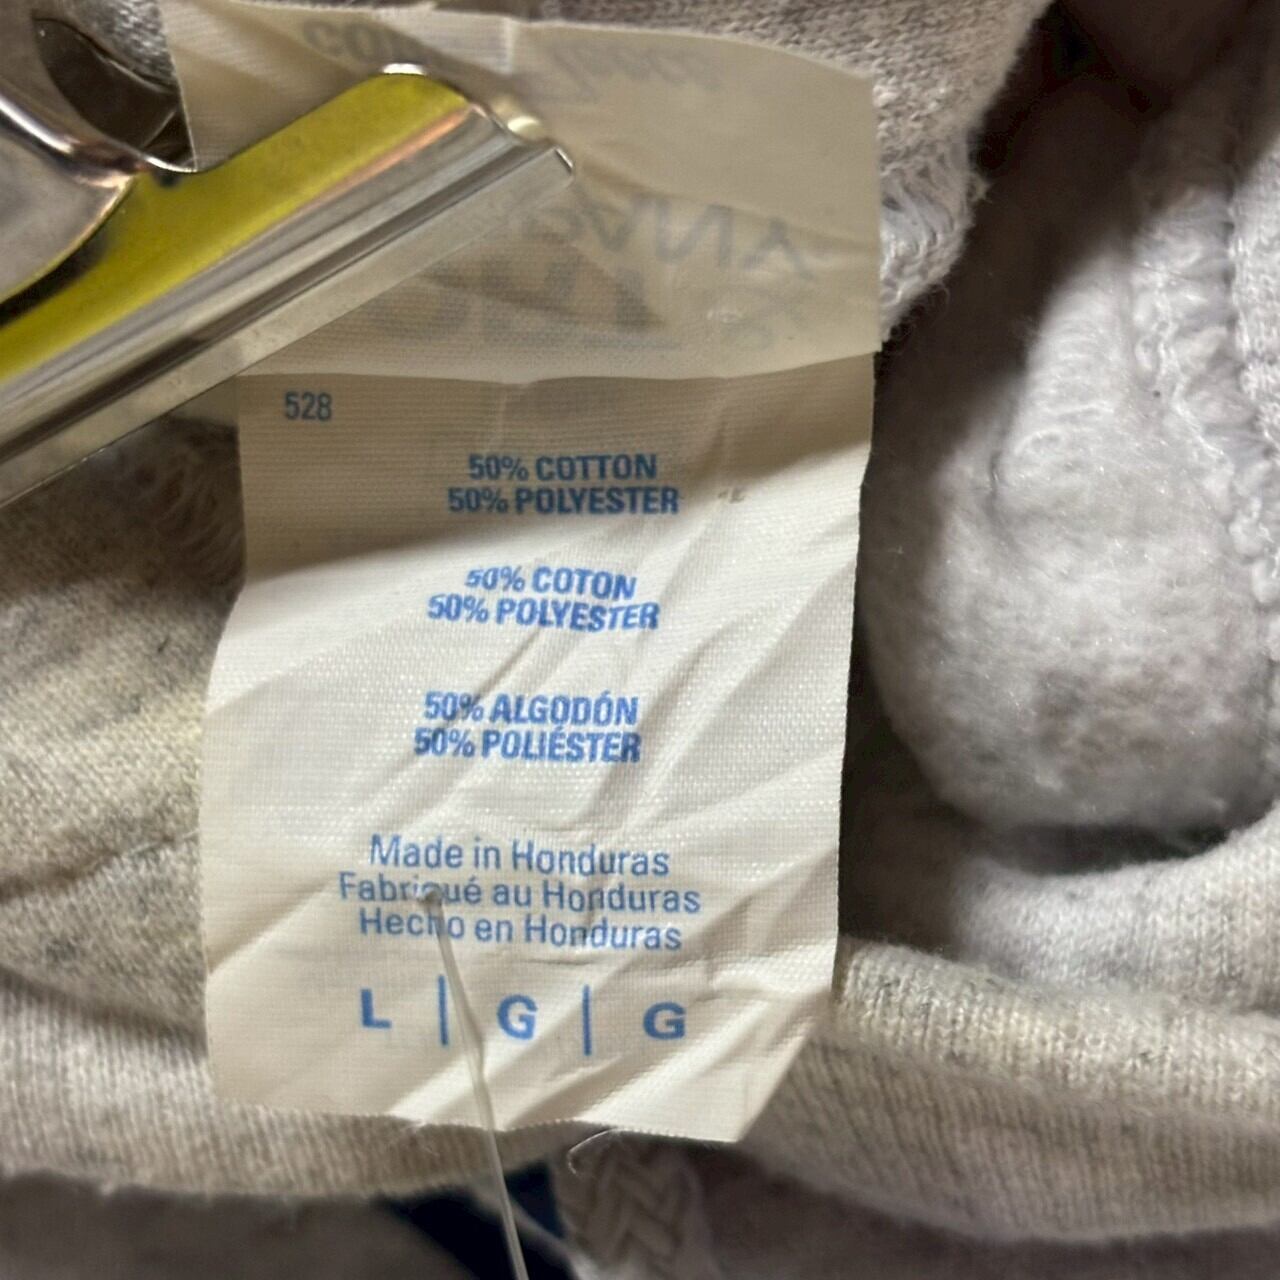 528
50% COTTON
50% POLYESTER
50% COTON
50% POLYESTER
50% ALGODÓN
50% POLIÉSTER
Made in Honduras
Fabriqué au Honduras
Hecho en Honduras
L | G | G